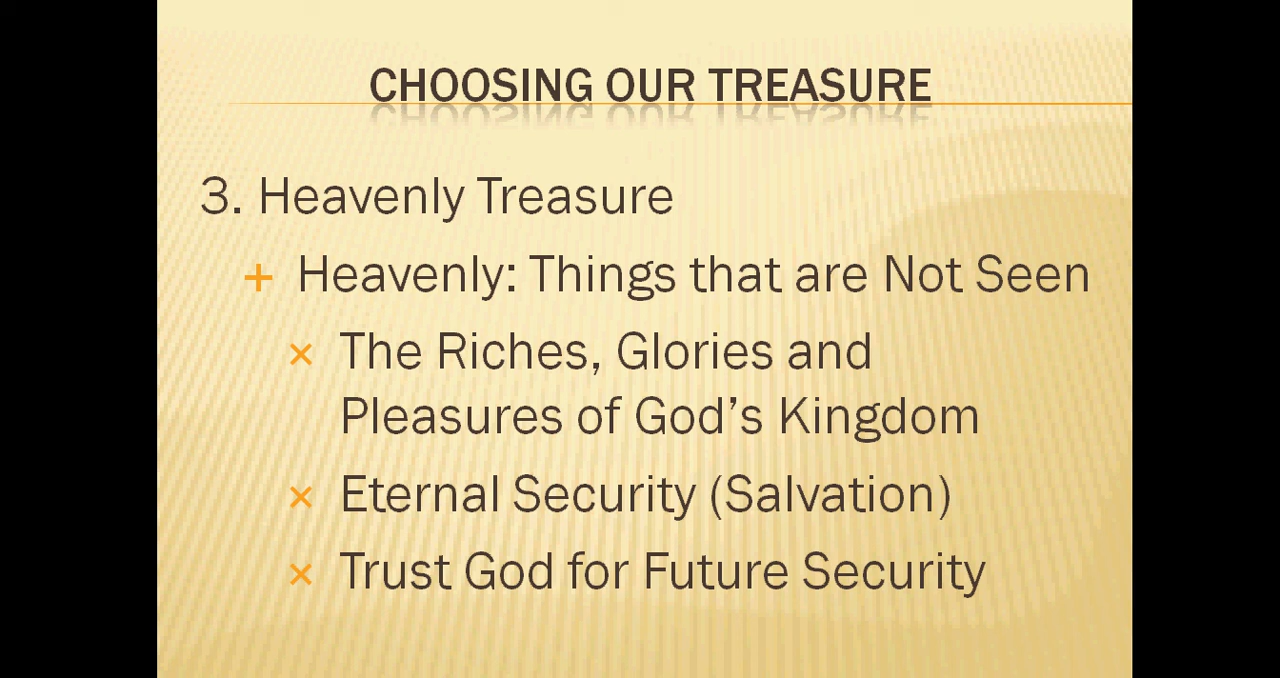 CHOOSING OUR TREASURE
3. Heavenly Treasure
+ Heavenly: Things that are Not Seen
× The Riches, Glories and
Pleasures of God’s Kingdom
× Eternal Security (Salvation)
× Trust God for Future Security